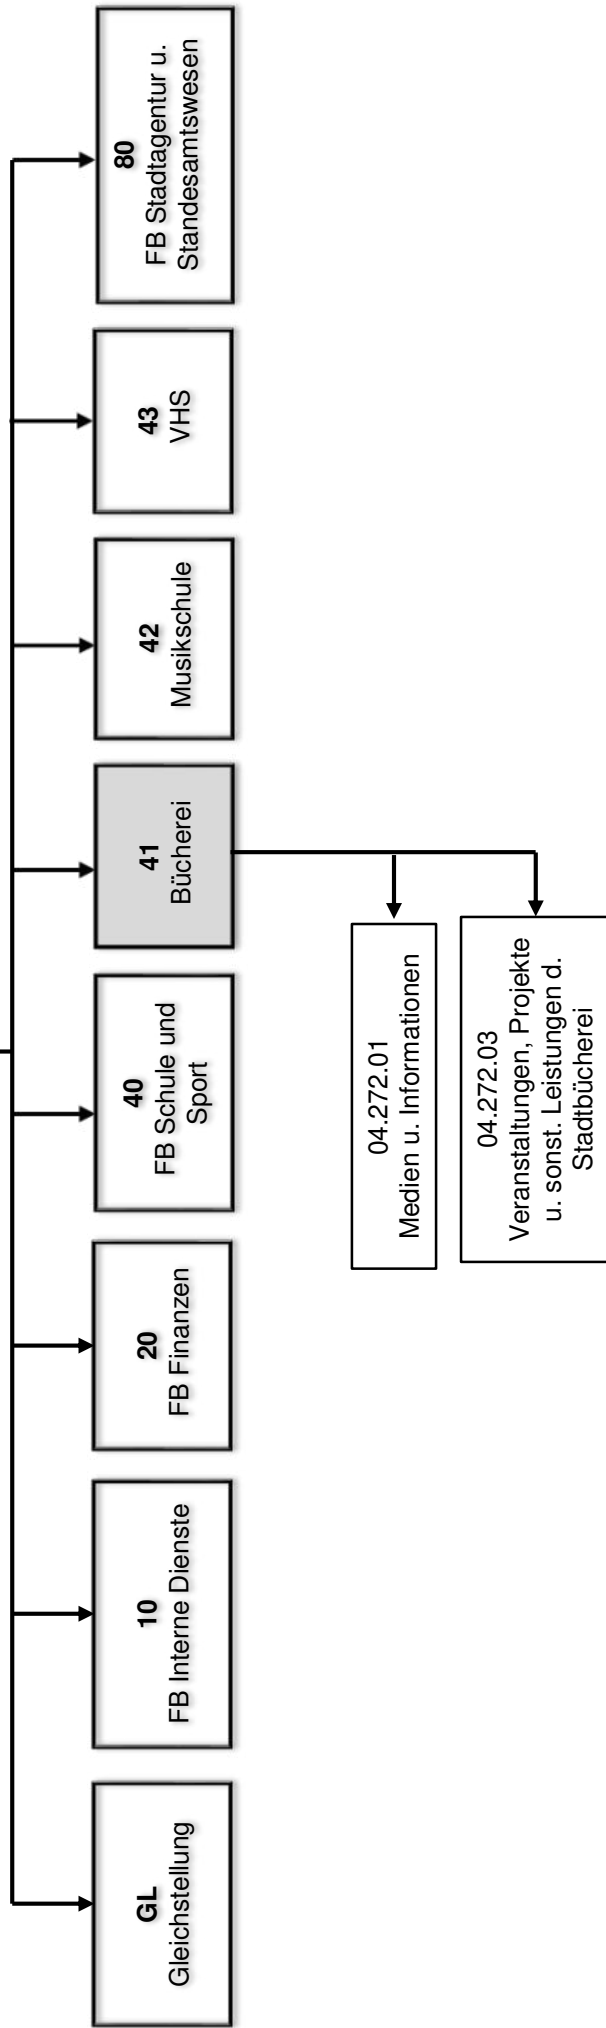 GL
Gleichstellung
10
FB Interne Dienste
20
FB Finanzen
40
FB Schule und
Sport
41
Bücherei
42
Musikschule
43
VHS
80
FB Stadtagentur u.
Standesamtswesen
04.272.01
Medien u. Informationen
04.272.03
Veranstaltungen, Projekte
u. sonst. Leistungen d.
Stadtbücherei